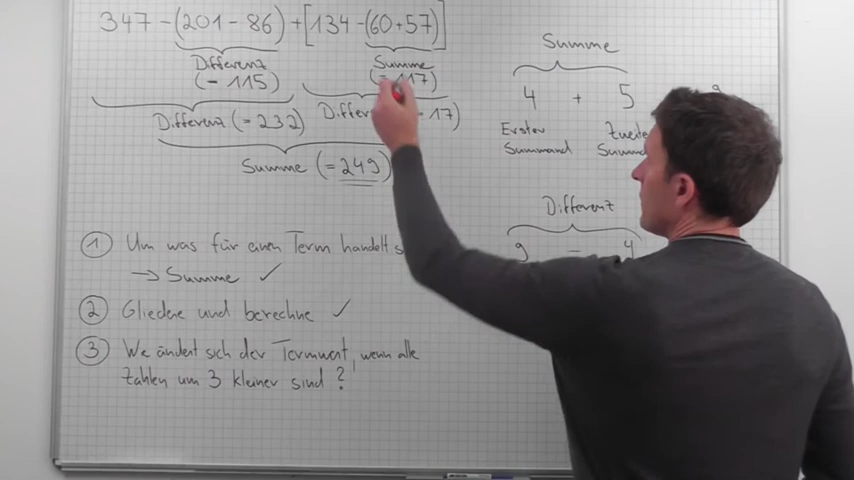 347 - (201 - 86) + [134 - (60 + 57)]
Differenz
(= 115)
Summe
(= 117)
Differenz (= 232)
17)
Summe (= 249)
Summe
4 + 5
Erster
Summand
Differenz
9 - 4
① Um was für einen Term handelt
→ Summe ✓
② Gliedere und berechne ✓
③ Wie ändert sich der Termwert, wenn alle
Zahlen um 3 kleiner sind?